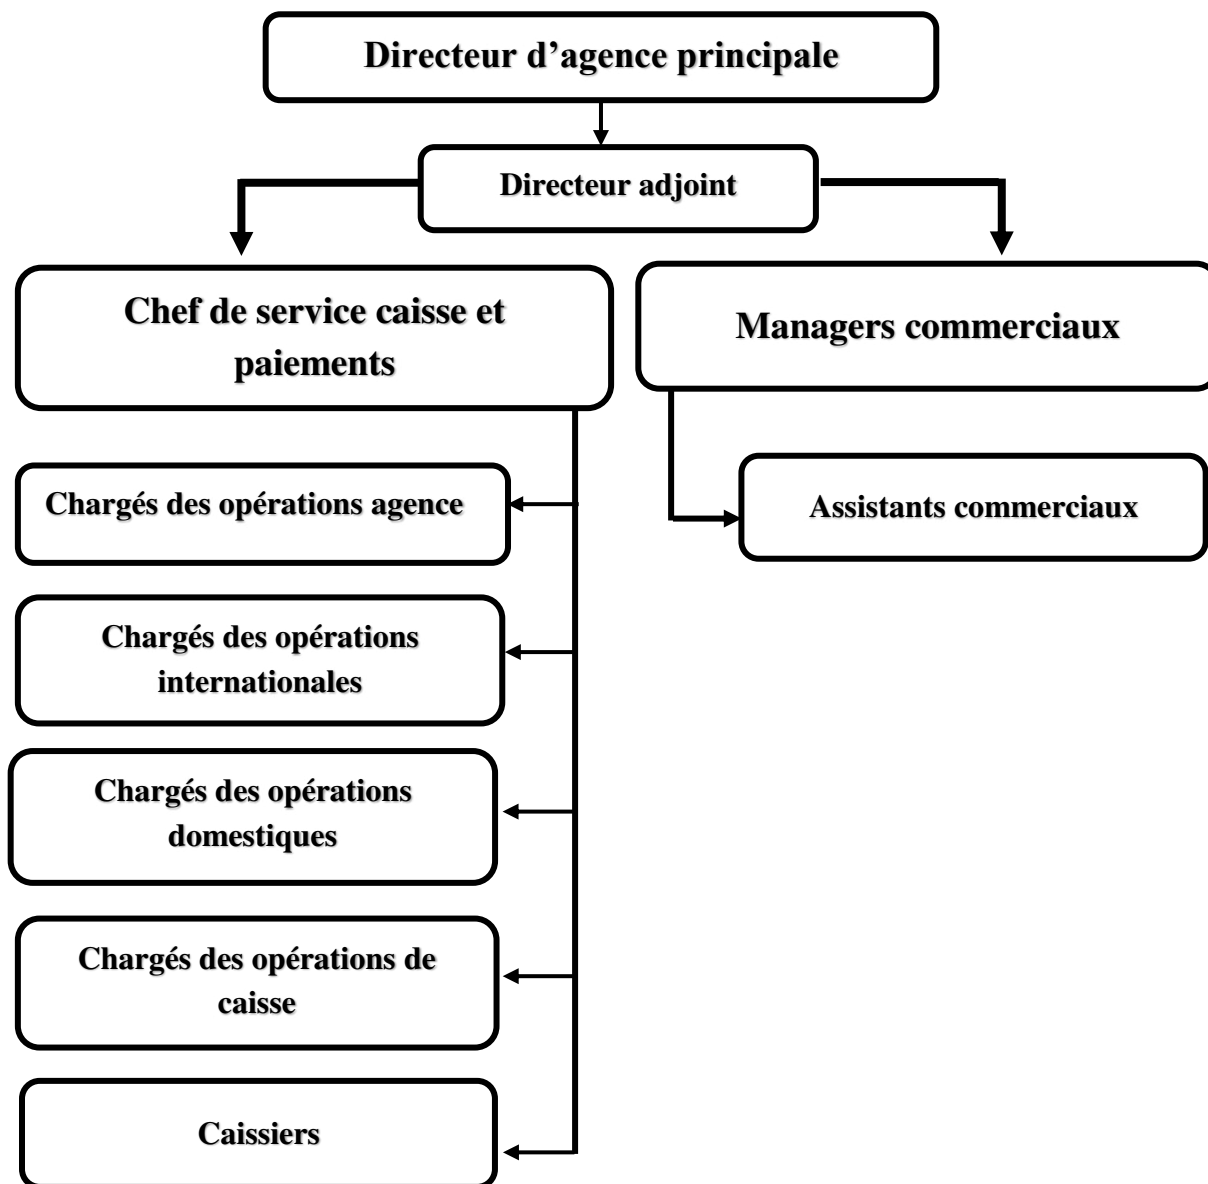 Directeur d’agence principale
Directeur adjoint
Chef de service caisse et
paiements
Managers commerciaux
Chargés des opérations agence
Assistants commerciaux
Chargés des opérations
internationales
Chargés des opérations
domestiques
Chargés des opérations de
caisse
Caissiers